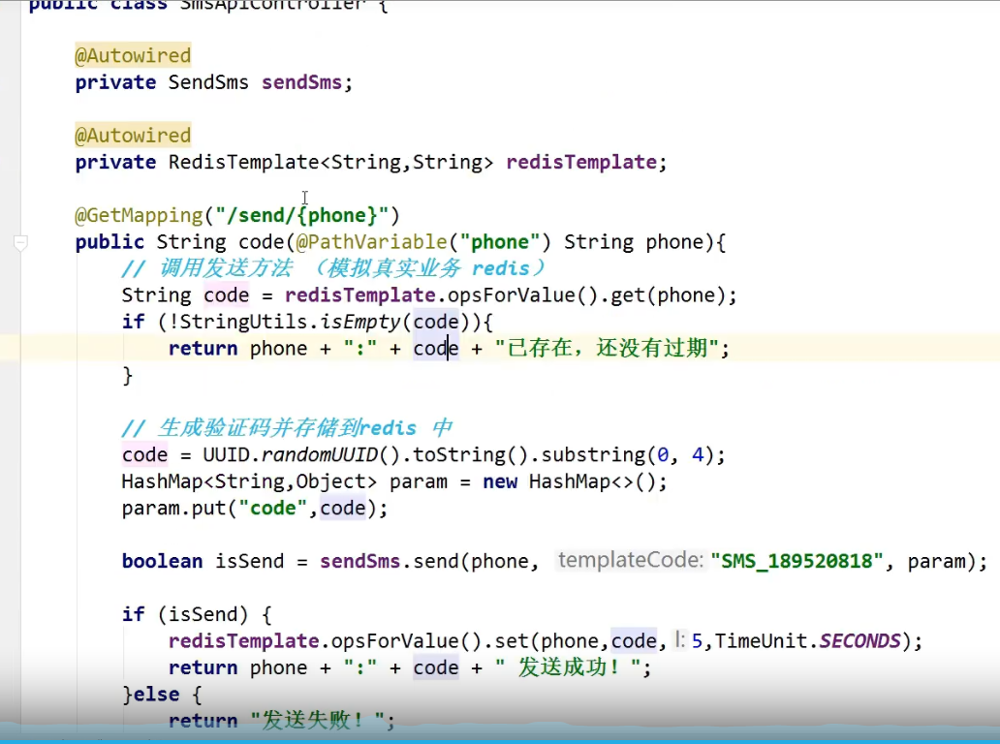 public class SmsApiController {
@Autowired
private SendSms sendSms;
@Autowired
private RedisTemplate<String,String> redisTemplate;
@GetMapping("/send/{phone}")
public String code(@PathVariable("phone") String phone){
// 调用发送方法 （模拟真实业务 redis）
String code = redisTemplate.opsForValue().get(phone);
if (!StringUtils.isEmpty(code)){
return phone + ":" + code + "已存在，还没有过期";
}
// 生成验证码并存储到redis 中
code = UUID.randomUUID().toString().substring(0, 4);
HashMap<String,Object> param = new HashMap<>();
param.put("code",code);
boolean isSend = sendSms.send(phone, templateCode: "SMS_189520818", param);
if (isSend) {
redisTemplate.opsForValue().set(phone,code, l: 5,TimeUnit.SECONDS);
return phone + ":" + code + " 发送成功！";
}else {
return "发送失败！";